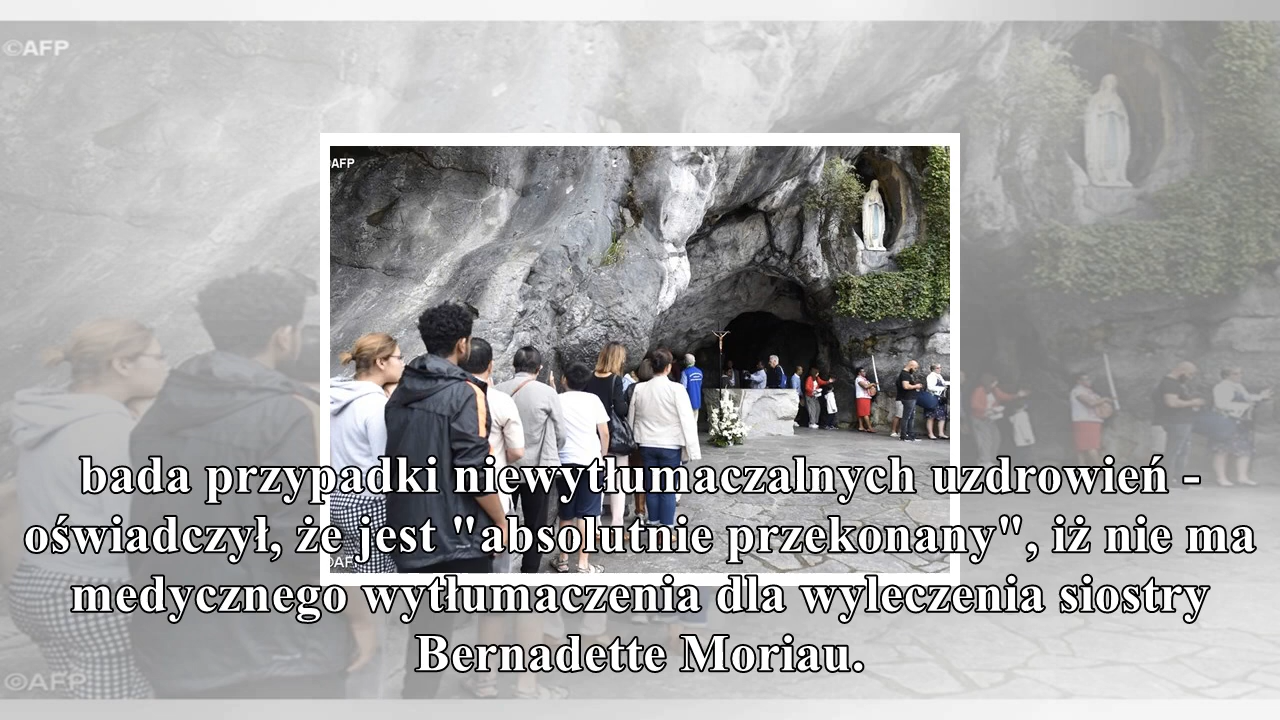 ©AFP
©AFP
bada przypadki niewytłumaczalnych uzdrowień -
oświadczył, że jest "absolutnie przekonany", iż nie ma
©AFP
medycznego wytłumaczenia dla wyleczenia siostry
Bernadette Moriau.
©AFP